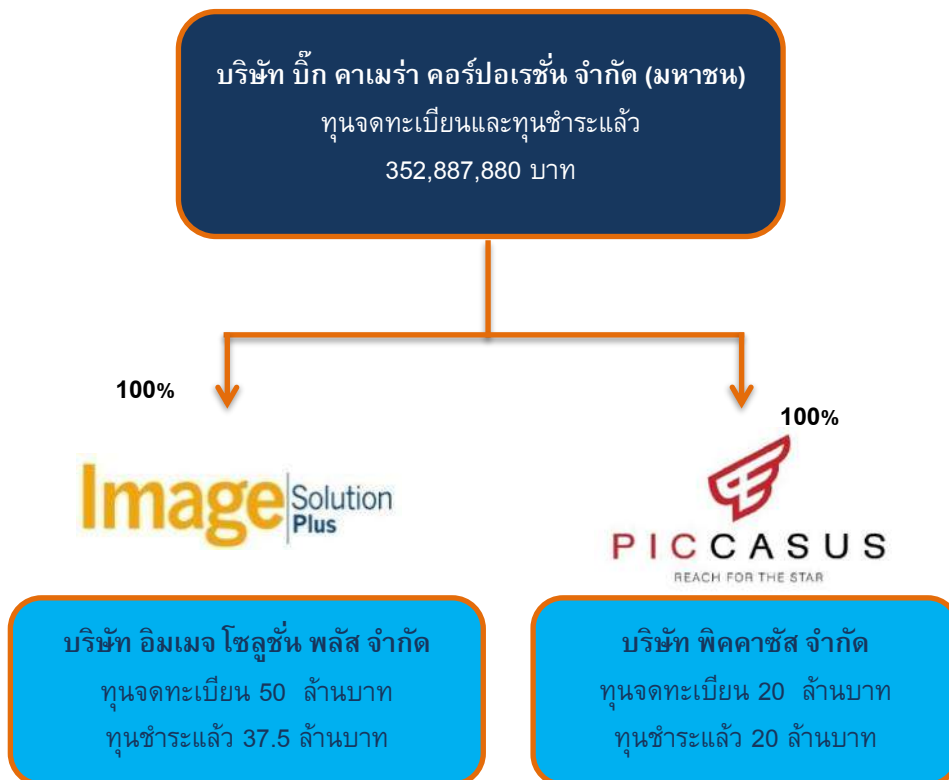 บริษัท บิ๊ก คาเมร่า คอร์ปอเรชั่น จำกัด (มหาชน)
ทุนจดทะเบียนและทุนชำระแล้ว
352,887,880 บาท
100%
100%
Image Solution Plus
PICCASUS
REACH FOR THE STAR
บริษัท อิมเมจ โซลูชั่น พลัส จำกัด
ทุนจดทะเบียน 50 ล้านบาท
ทุนชำระแล้ว 37.5 ล้านบาท
บริษัท พิคคาซัส จำกัด
ทุนจดทะเบียน 20 ล้านบาท
ทุนชำระแล้ว 20 ล้านบาท